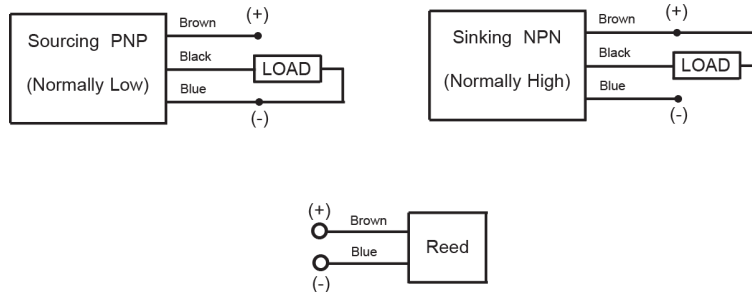 Sourcing PNP
(Normally Low)
Brown
(+)
Black
LOAD
Blue
(-)
Sinking NPN
(Normally High)
Brown
(+)
Black
LOAD
Blue
(-)
(+)
Brown
Blue
(-)
Reed